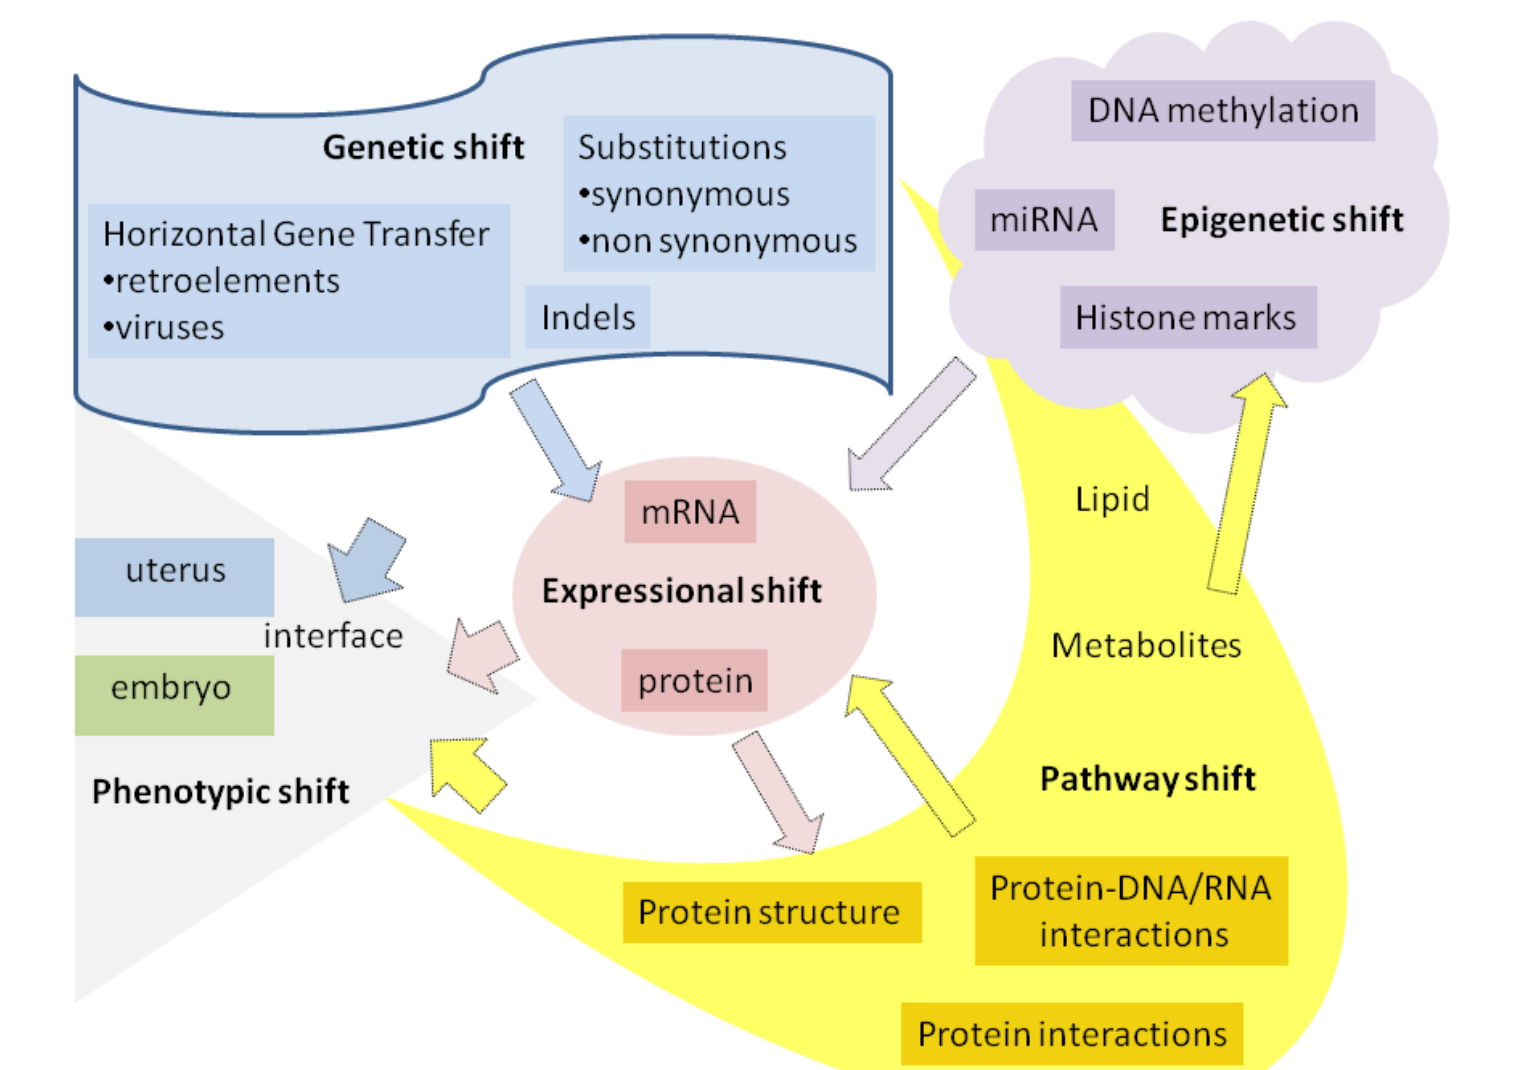 Genetic shift
Substitutions
•synonymous
•non synonymous
Horizontal Gene Transfer
•retroelements
•viruses
Indels
DNA methylation
miRNA
Epigenetic shift
Histone marks
mRNA
Expressional shift
protein
uterus
interface
embryo
Phenotypic shift
Lipid
Metabolites
Pathway shift
Protein structure
Protein-DNA/RNA
interactions
Protein interactions